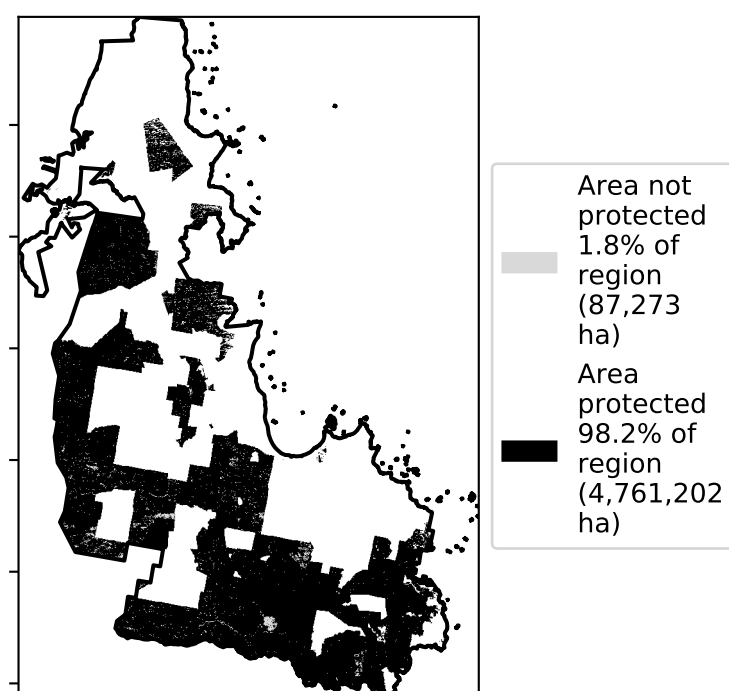 Area not
protected
1.8% of
region
(87,273
ha)
Area
protected
98.2% of
region
(4,761,202
ha)